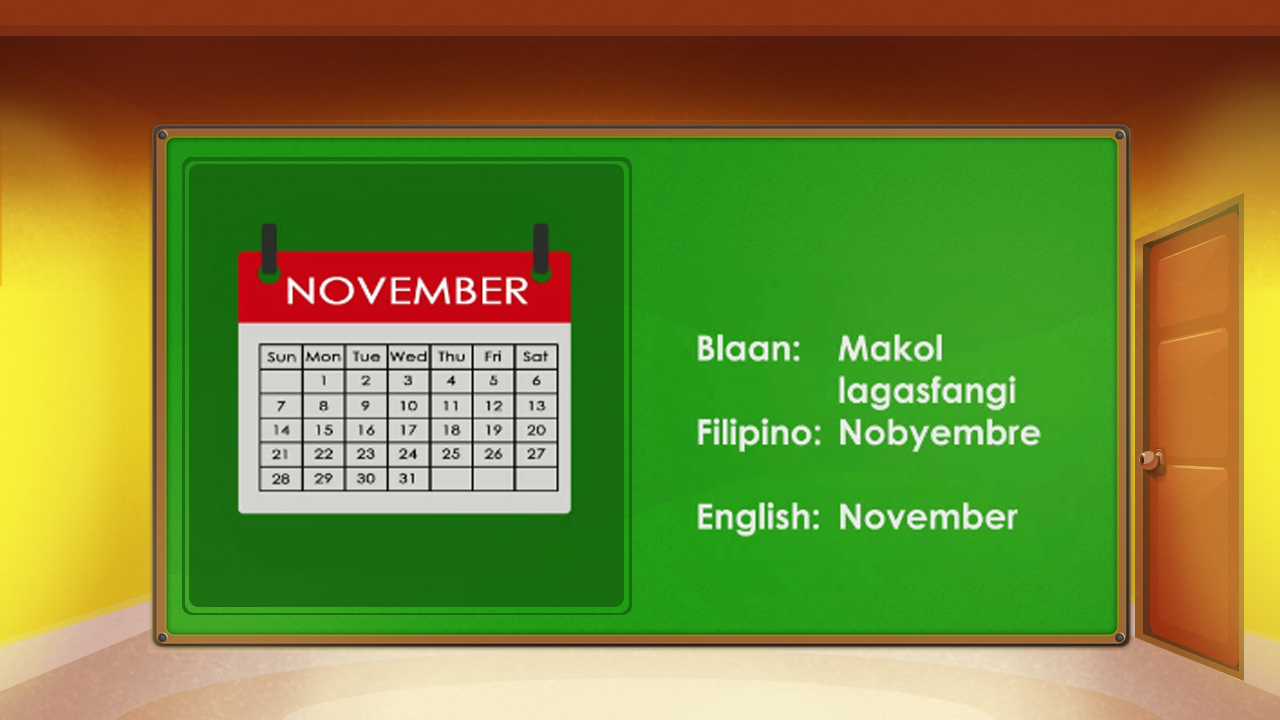 NOVEMBER
Sun Mon Tue Wed Thu Fri Sat
1 2 3 4 5 6
7 8 9 10 11 12 13
14 15 16 17 18 19 20
21 22 23 24 25 26 27
28 29 30 31
Blaan: Makol
lagasfangi
Filipino: Nobyembre
English: November